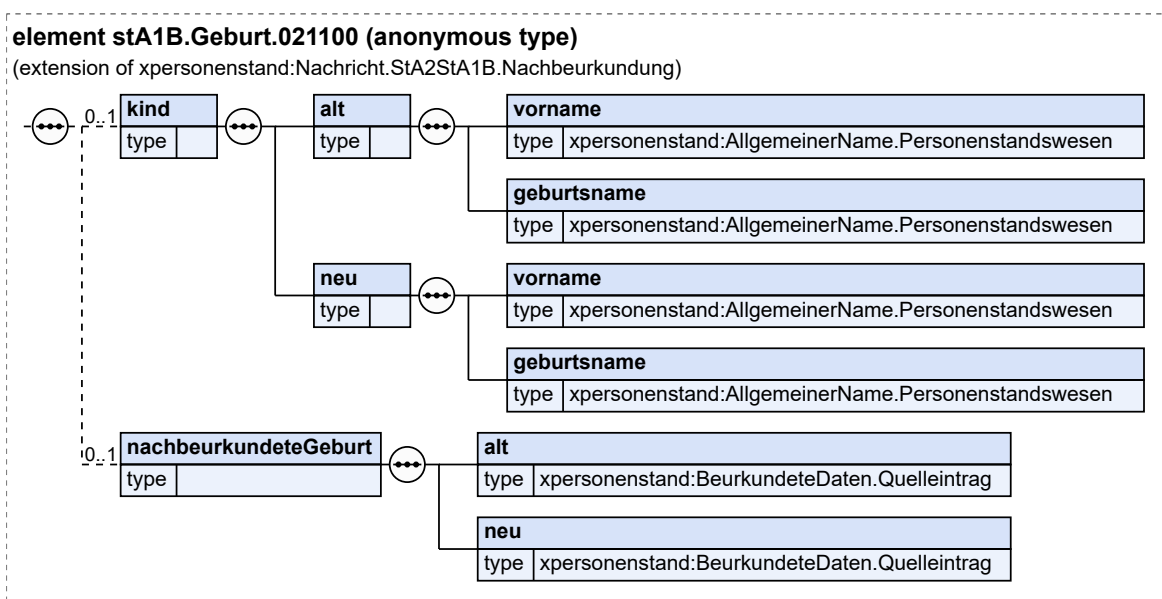 element stA1B.Geburt.021100 (anonymous type)
(extension of xpersonenstand:Nachricht.StA2StA1B.Nachbeurkundung)
0..1
kind
type
alt
type
vorname
type xpersonenstand:AllgemeinerName.Personenstandswesen
geburtsname
type xpersonenstand:AllgemeinerName.Personenstandswesen
neu
type
vorname
type xpersonenstand:AllgemeinerName.Personenstandswesen
geburtsname
type xpersonenstand:AllgemeinerName.Personenstandswesen
0..1
nachbeurkundeteGeburt
type
alt
type xpersonenstand:BeurkundeteDaten.Quelleintrag
neu
type xpersonenstand:BeurkundeteDaten.Quelleintrag